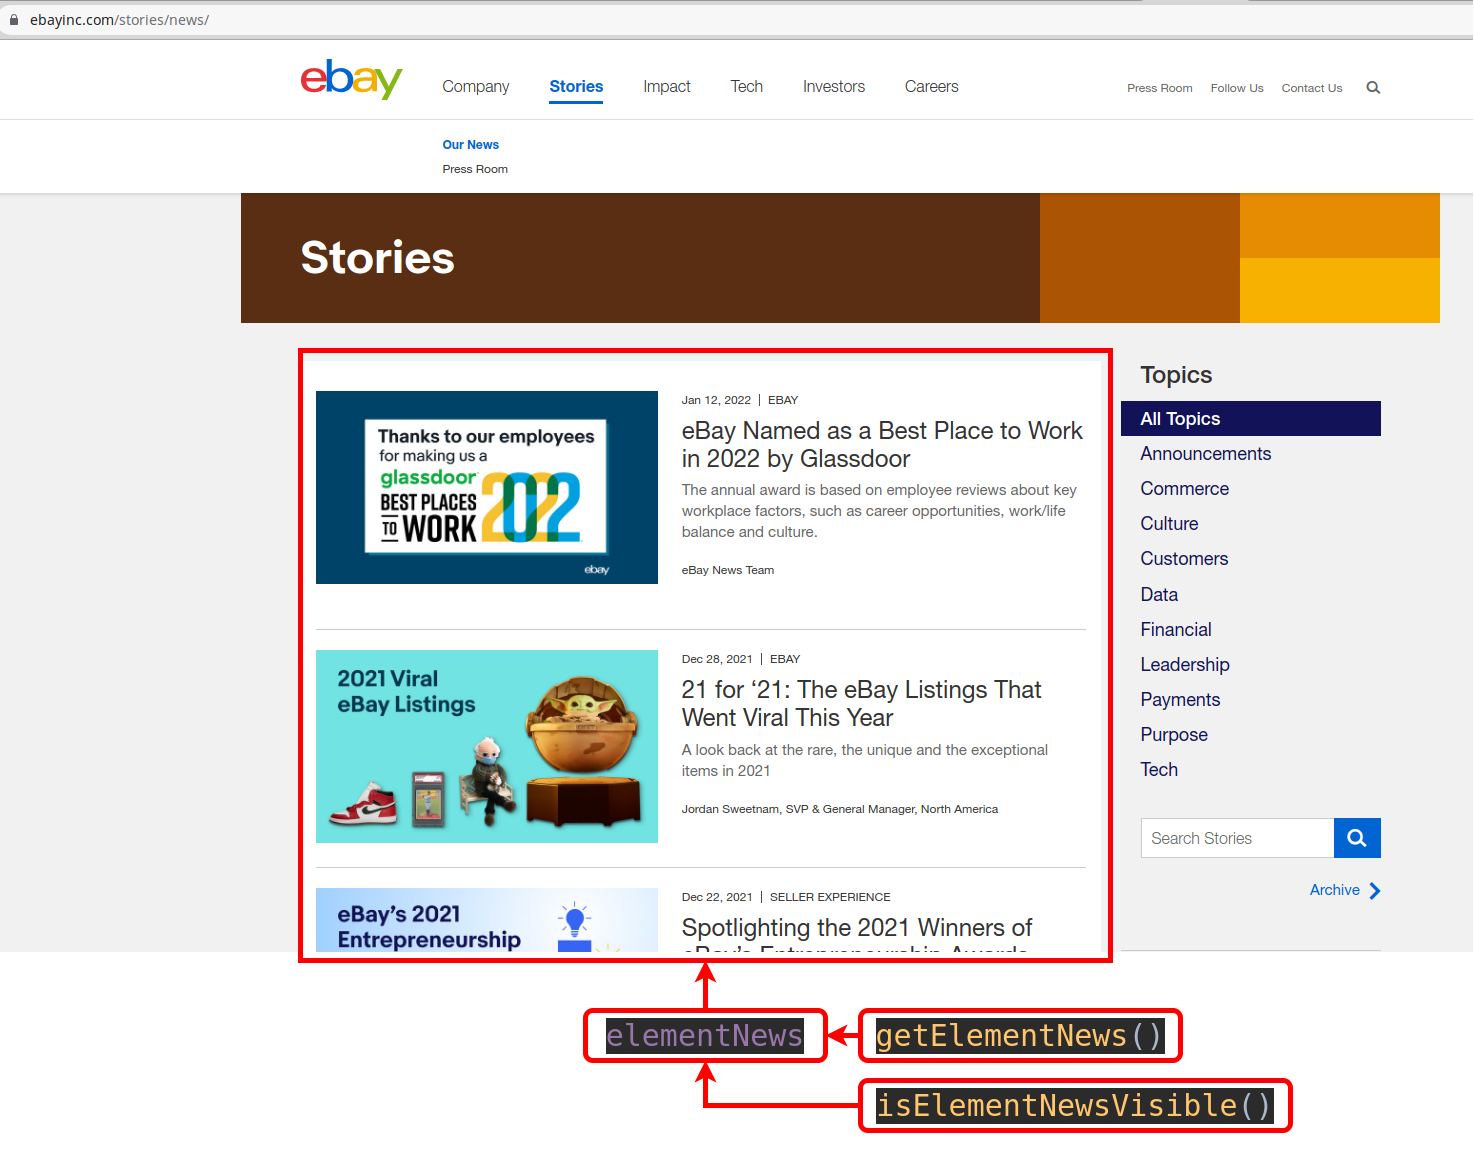 ebayinc.com/stories/news/
ebay
Company Stories Impact Tech Investors Careers
Press Room Follow Us Contact Us
Our News
Press Room
Stories
Thanks to our employees
for making us a
glassdoor
BEST PLACES
TO WORK 2022
ebay
Jan 12, 2022 | EBAY
eBay Named as a Best Place to Work
in 2022 by Glassdoor
The annual award is based on employee reviews about key
workplace factors, such as career opportunities, work/life
balance and culture.
eBay News Team
2021 Viral
eBay Listings
Dec 28, 2021 | EBAY
21 for ‘21: The eBay Listings That
Went Viral This Year
A look back at the rare, the unique and the exceptional
items in 2021
Jordan Sweetnam, SVP & General Manager, North America
eBay’s 2021
Entrepreneurship
Dec 22, 2021 | SELLER EXPERIENCE
Spotlighting the 2021 Winners of
eBay’s Entrepreneurship Awards
Topics
All Topics
Announcements
Commerce
Culture
Customers
Data
Financial
Leadership
Payments
Purpose
Tech
Search Stories
Archive
elementNews
getElementNews()
isElementNewsVisible()